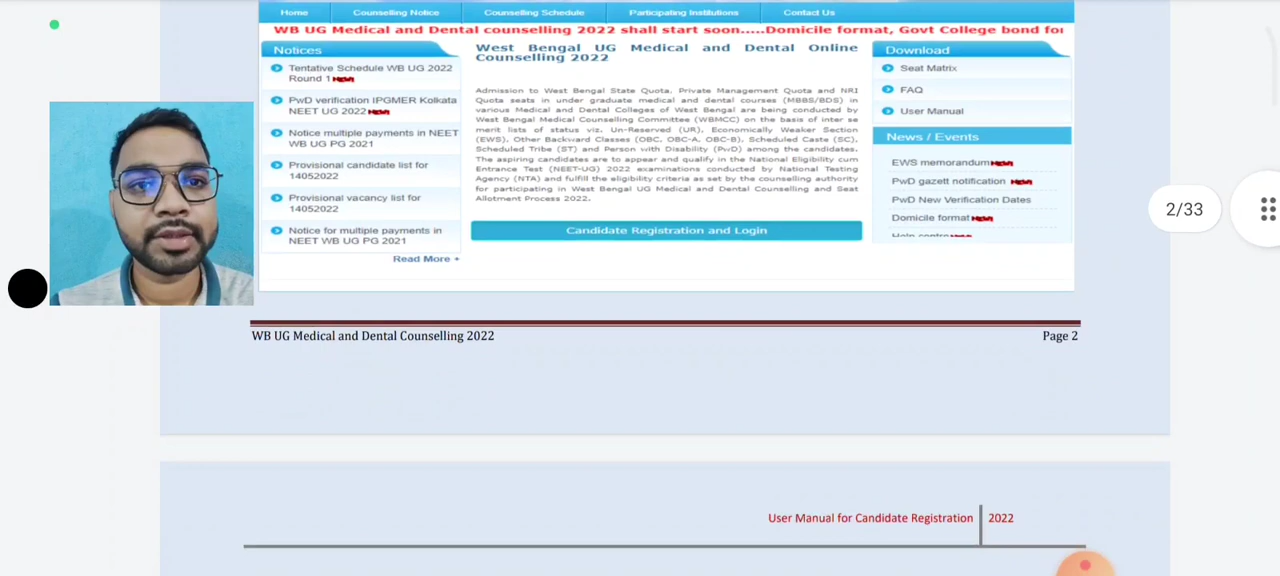 Home Counselling Notice Counselling Schedule Participating Institutions Contact Us
WB UG Medical and Dental counselling 2022 shall start soon.....Domicile format, Govt College bond for
Notices
Tentative Schedule WB UG 2022
Round 1
PwD verification IPGMER Kolkata
NEET UG 2022
Notice multiple payments in NEET
WB UG PG 2021
Provisional candidate list for
14052022
Provisional vacancy list for
14052022
Notice for multiple payments in
NEET WB UG PG 2021
Read More +
West Bengal UG Medical and Dental Online
Counselling 2022
Admission to West Bengal State Quota, Private Management Quota and NRI
Quota seats in under graduate medical and dental courses (MBBS/BDS) in
various Medical and Dental Colleges of West Bengal are being conducted by
West Bengal Medical Counselling Committee (WBMCC) on the basis of inter se
merit lists of status viz. Un-Reserved (UR), Economically Weaker Section
(EWS), Other Backward Classes (OBC, OBC-A, OBC-B), Scheduled Caste (SC),
Scheduled Tribe (ST) and Person with Disability (PwD) among the candidates.
The aspiring candidates are to appear and qualify in the National Eligibility cum
Entrance Test (NEET-UG) 2022 examinations conducted by National Testing
Agency (NTA) and fulfill the eligibility criteria as set by the counselling authority
for participating in West Bengal UG Medical and Dental Counselling and Seat
Allotment Process 2022.
Candidate Registration and Login
Download
Seat Matrix
FAQ
User Manual
News / Events
EWS memorandum
PwD gazett notification
PwD New Verification Dates
Domicile format
2/33
WB UG Medical and Dental Counselling 2022 Page 2
User Manual for Candidate Registration 2022